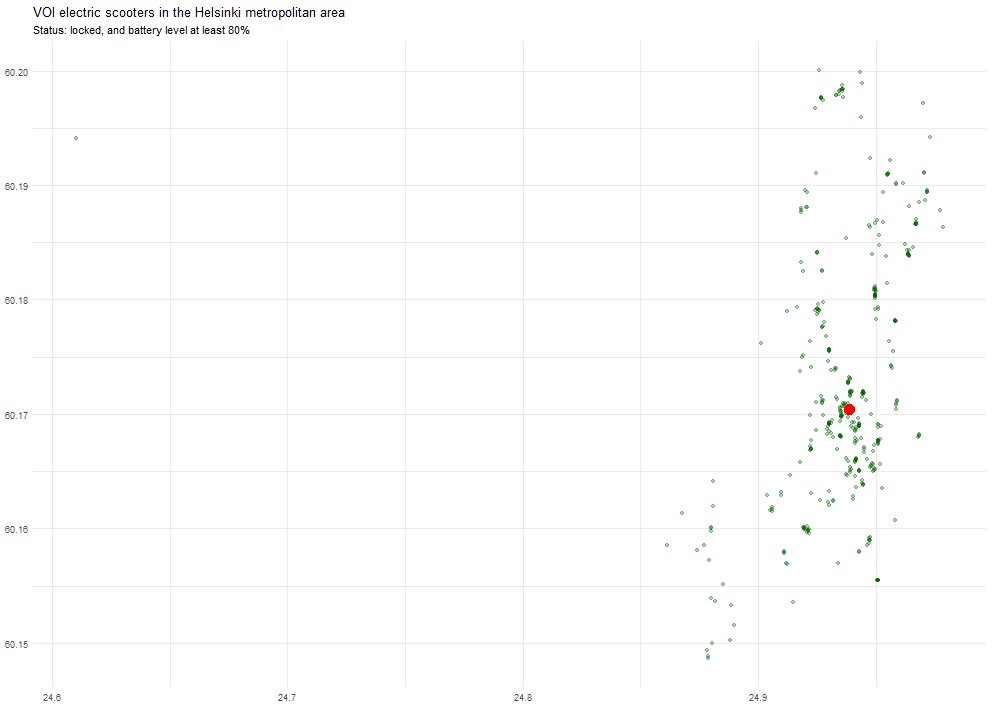 VOI electric scooters in the Helsinki metropolitan area
Status: locked, and battery level at least 80%
60.20
60.19
60.18
60.17
60.16
60.15
24.6 24.7 24.8 24.9